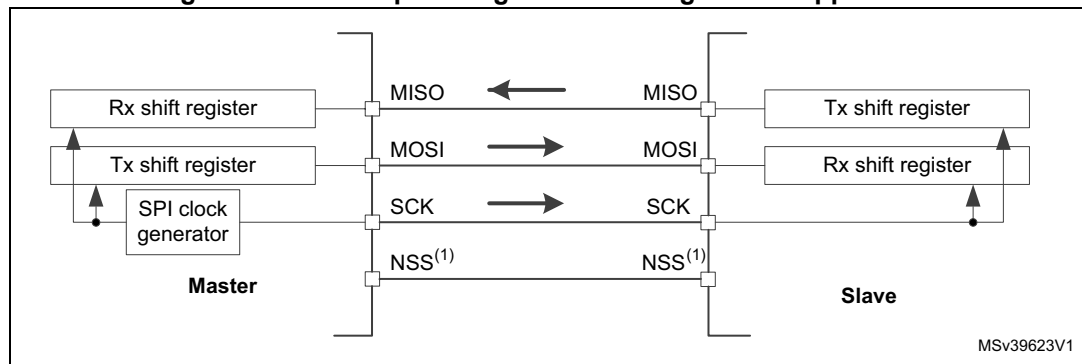 MISO MISO
Rx shift register Tx shift register
MOSI MOSI
Tx shift register Rx shift register
SCK SCK
SPI clock
generator
NSS(1) NSS(1)
Master
Slave
MSv39623V1